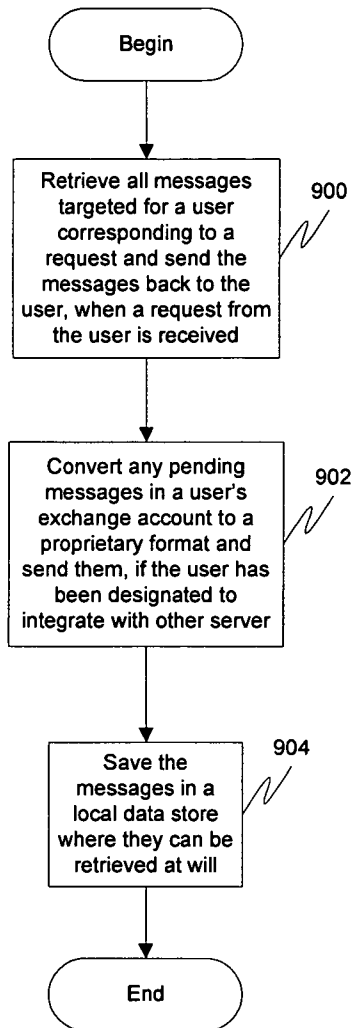 Begin
Retrieve all messages
targeted for a user
corresponding to a
request and send the
messages back to the
user, when a request from
the user is received
900
Convert any pending
messages in a user's
exchange account to a
proprietary format and
send them, if the user has
been designated to
integrate with other server
902
Save the
messages in a
local data store
where they can be
retrieved at will
904
End